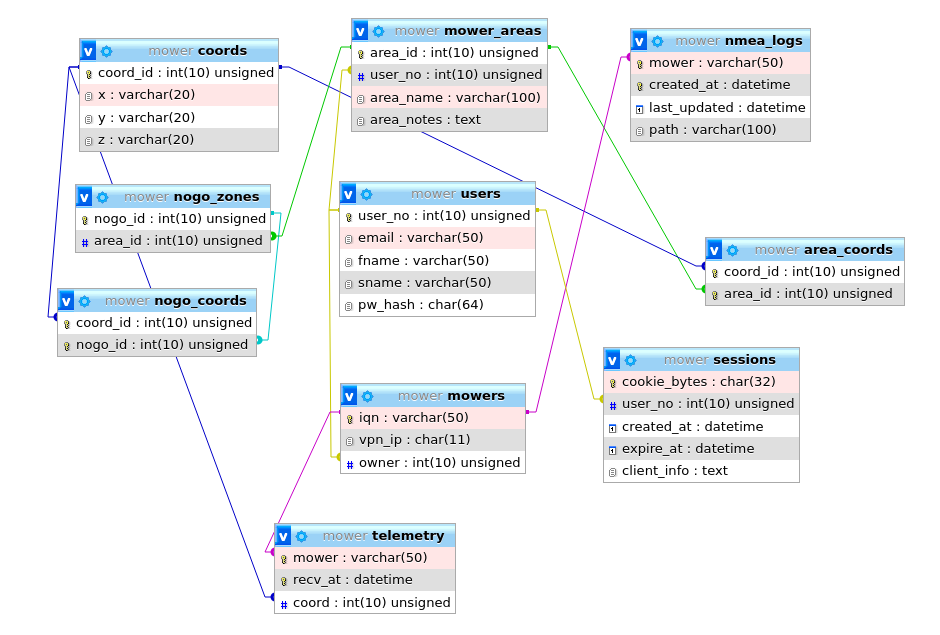 v mower coords
coord_id : int(10) unsigned
x : varchar(20)
y : varchar(20)
z : varchar(20)
v mower mower_areas
area_id : int(10) unsigned
# user_no : int(10) unsigned
area_name : varchar(100)
area_notes : text
v mower nmea_logs
mower : varchar(50)
created_at : datetime
last_updated : datetime
path : varchar(100)
v mower nogo_zones
nogo_id : int(10) unsigned
# area_id : int(10) unsigned
v mower users
user_no : int(10) unsigned
email : varchar(50)
fname : varchar(50)
sname : varchar(50)
pw_hash : char(64)
v mower area_coords
coord_id : int(10) unsigned
area_id : int(10) unsigned
v mower nogo_coords
coord_id : int(10) unsigned
nogo_id : int(10) unsigned
v mower sessions
cookie_bytes : char(32)
# user_no : int(10) unsigned
created_at : datetime
expire_at : datetime
client_info : text
v mower mowers
iqn : varchar(50)
vpn_ip : char(11)
# owner : int(10) unsigned
v mower telemetry
mower : varchar(50)
recv_at : datetime
# coord : int(10) unsigned